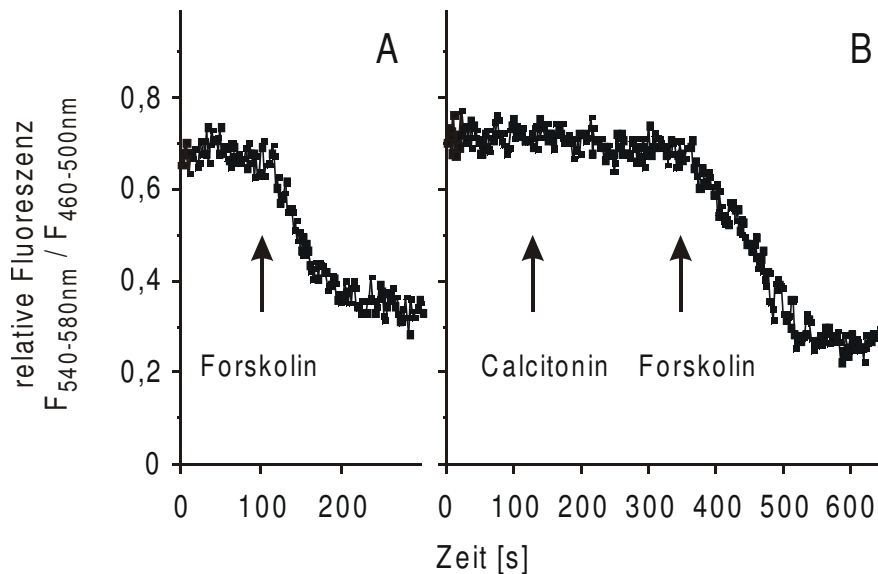 A
B
relative Fluoreszenz
F540-580nm / F460-500nm
0,8
0,6
0,4
0,2
0
Forskolin
Calcitonin
Forskolin
0 100 200
0 100 200 300 400 500 600
Zeit [s]